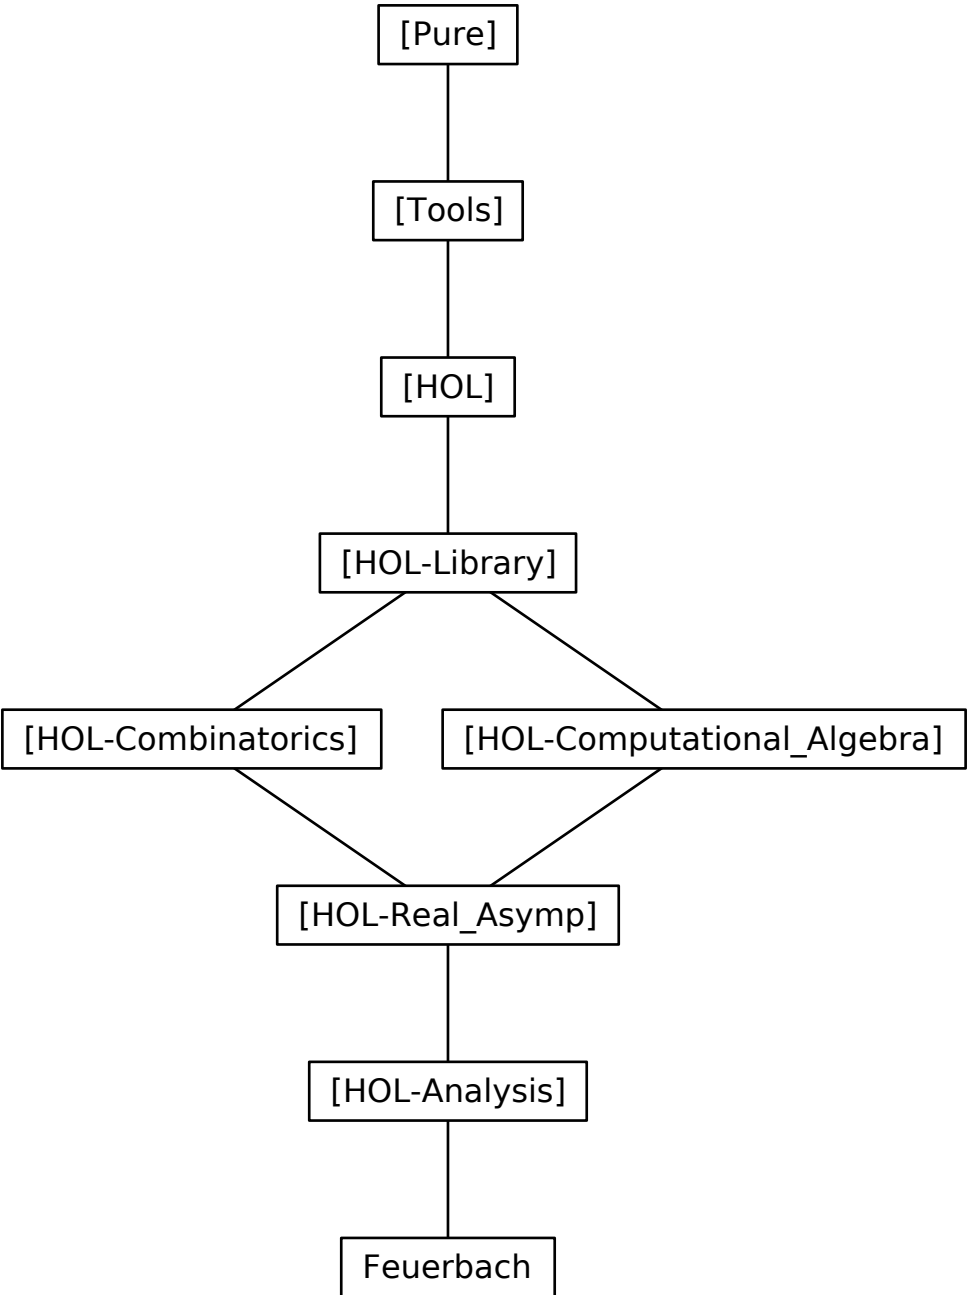 [Pure]
[Tools]
[HOL]
[HOL-Library]
[HOL-Combinatorics]
[HOL-Computational_Algebra]
[HOL-Real_Asymp]
[HOL-Analysis]
Feuerbach